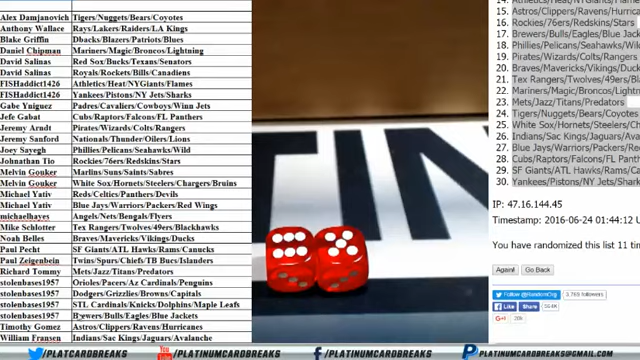 Alex Damjanovich Tigers/Nuggets/Bears/Coyotes
Anthony Wallace Rays/Lakers/Raiders/LA Kings
Blake Griffin Dbacks/Blazers/Patriots/Blues
Daniel Chipman Mariners/Magic/Broncos/Lightning
David Salinas Red Sox/Bucks/Texans/Senators
David Salinas Royals/Rockets/Bills/Canadiens
FISHaddict1426 Athletics/Heat/NYGiants/Flames
FISHaddict1426 Yankees/Pistons/NY Jets/Sharks
Gabe Yniguez Padres/Cavaliers/Cowboys/Winn Jets
Jefe Gabat Cubs/Raptors/Falcons/FL Panthers
Jeremy Arndt Pirates/Wizards/Colts/Rangers
Jeremy Sanford Nationals/Thunder/Oilers/Lions
Joey Sayegh Phillies/Pelicans/Seahawks/Wild
Johnathan Tio Rockies/76ers/Redskins/Stars
Melvin Gouker Marlins/Suns/Saints/Sabres
Melvin Gouker White Sox/Hornets/Steelers/Chargers/Bruins
Michael Yativ Reds/Celtics/Panthers/Devils
Michael Yativ Blue Jays/Warriors/Packers/Red Wings
michaelhayes Angels/Nets/Bengals/Flyers
Mike Schlotter Tex Rangers/Twolves/49ers/Blackhawks
Noah Belles Braves/Mavericks/Vikings/Ducks
Paul Pecht SF Giants/ATL Hawks/Rams/Canucks
Paul Zeigenbein Twins/Spurs/Chiefs/TB Bucs/Islanders
Richard Tommy Mets/Jazz/Titans/Predators
stolenbases1957 Orioles/Pacers/Az Cardinals/Penguins
stolenbases1957 Dodgers/Grizzlies/Browns/Capitals
stolenbases1957 STL Cardinals/Knicks/Dolphins/Maple Leafs
stolenbases1957 Brewers/Bulls/Eagles/Blue Jackets
Timothy Gomez Astros/Clippers/Ravens/Hurricanes
William Fransen Indians/Sac Kings/Jaguars/Avalanche
TIN
15. Astros/Clippers/Ravens/Hurrica
16. Rockies/76ers/Redskins/Stars
17. Brewers/Bulls/Eagles/Blue Jack
18. Phillies/Pelicans/Seahawks/Wild
19. Pirates/Wizards/Colts/Rangers
20. Braves/Mavericks/Vikings/Duck
21. Tex Rangers/Twolves/49ers/Bla
22. Marines/Magic/Broncos/Lightn
23. Mets/Jazz/Titans/Predators
24. Tigers/Nuggets/Bears/Coyotes
25. White Sox/Hornets/Steelers/Ch
26. Indians/Sac Kings/Jaguars/Ava
27. Blue Jays/Warriors/Packers/Red
28. Cubs/Raptors/Falcons/FL Panth
29. SF Giants/ATL Hawks/Rams/Ca
30. Yankees/Pistons/NY Jets/Shark
IP: 47.16.144.45
Timestamp: 2016-06-24 01:44:12 U
You have randomized this list 11 tim
Again! Go Back
Follow @RandomOrg 3,769 followers
/PLATCARDBREAKS You Tube /PLATINUMCARDBREAKS /PLATINUMCARDBREAKS PLATINUMCARDBREAKS@GMAIL.COM